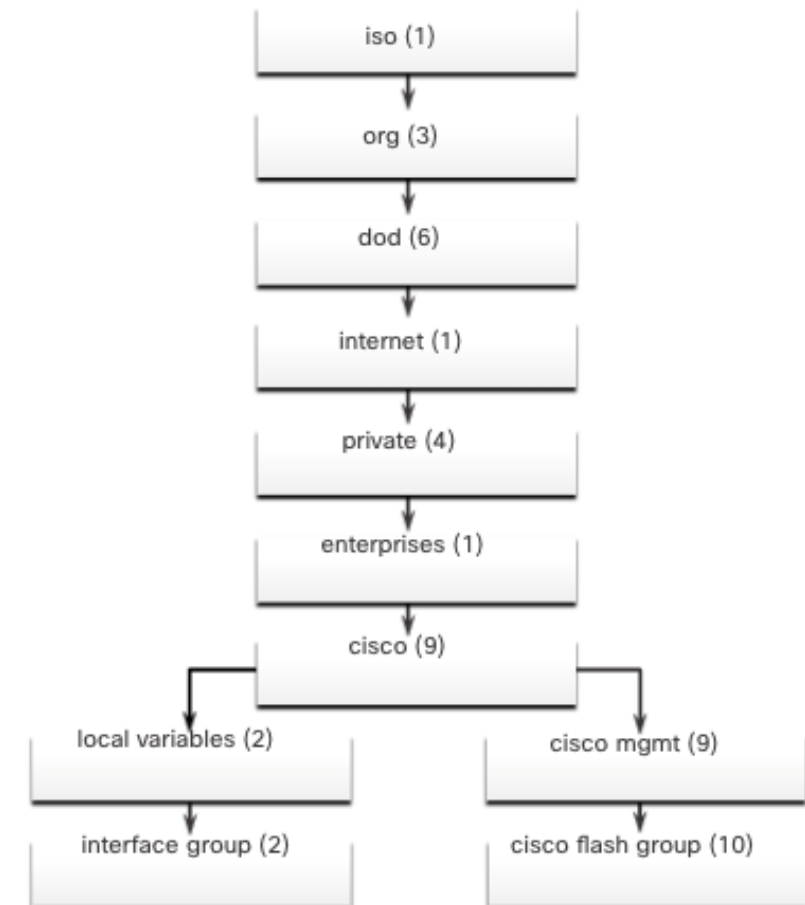 iso (1)
org (3)
dod (6)
internet (1)
private (4)
enterprises (1)
cisco (9)
local variables (2)
cisco mgmt (9)
interface group (2)
cisco flash group (10)